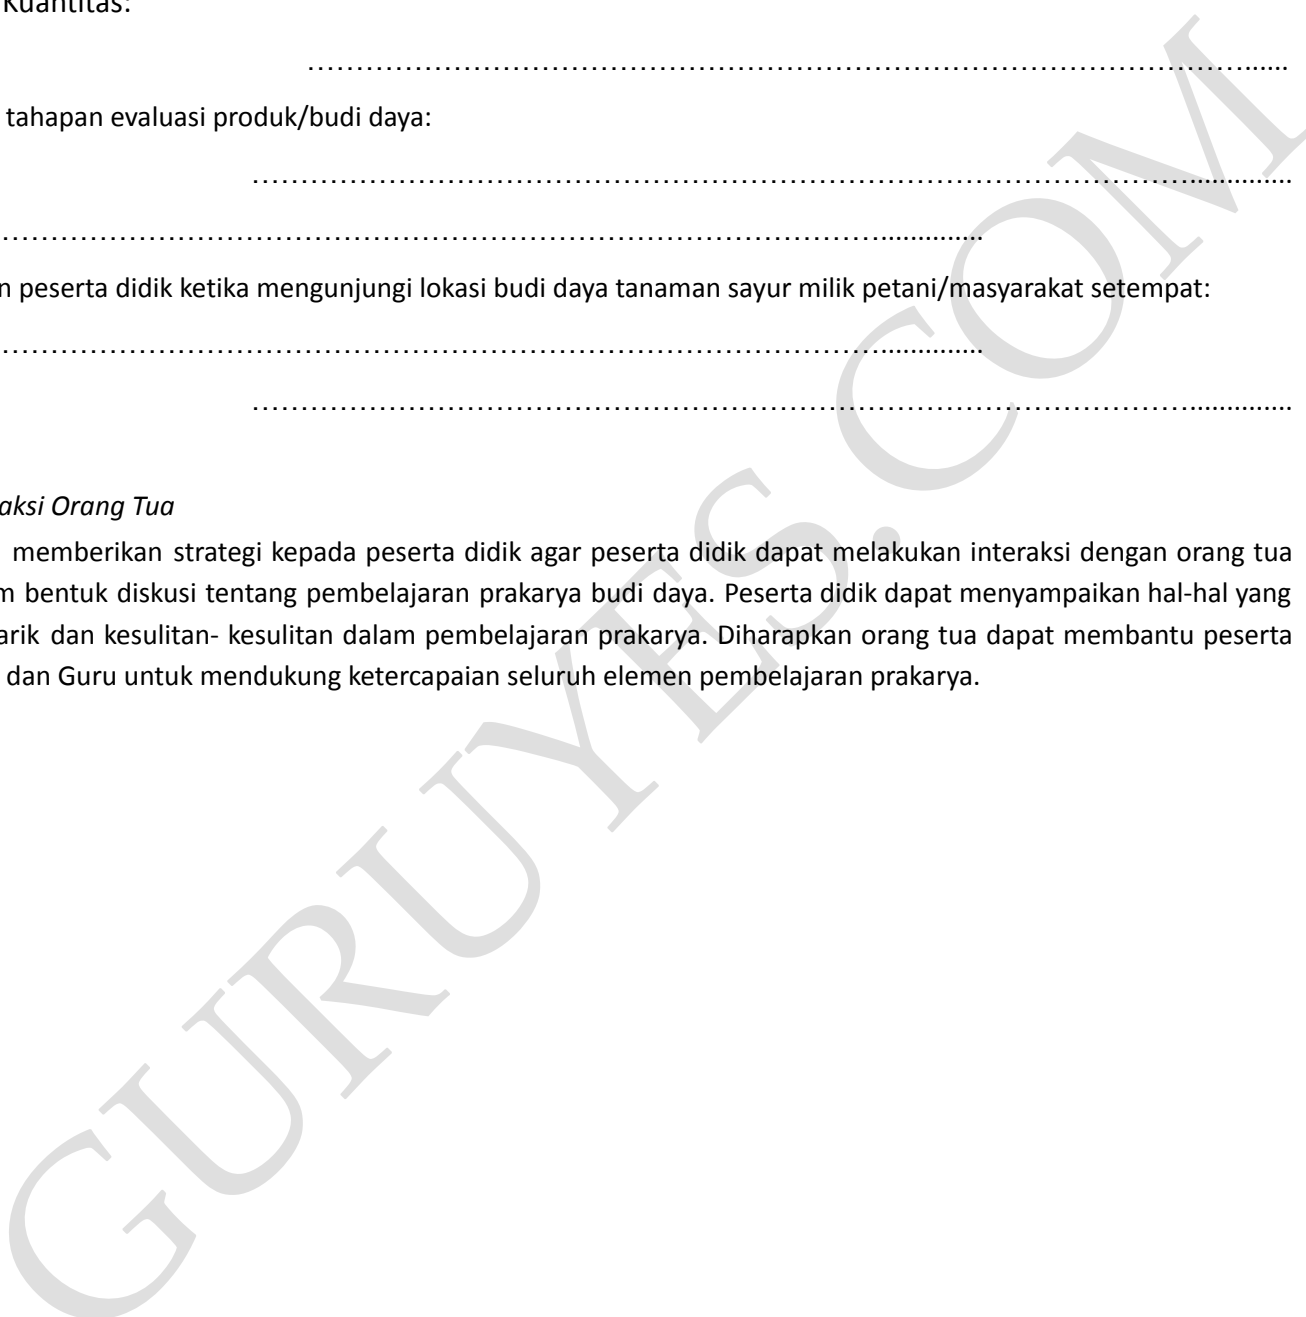 Kuantitas:
…………………………………………………………………………………......
tahapan evaluasi produk/budi daya:
…………………………………………………………………………………..............
……………………………………………………………………………..............
n peserta didik ketika mengunjungi lokasi budi daya tanaman sayur milik petani/masyarakat setempat:
……………………………………………………………………………..............
…………………………………………………………………………………..............
aksi Orang Tua
memberikan strategi kepada peserta didik agar peserta didik dapat melakukan interaksi dengan orang tua
m bentuk diskusi tentang pembelajaran prakarya budi daya. Peserta didik dapat menyampaikan hal-hal yang
arik dan kesulitan- kesulitan dalam pembelajaran prakarya. Diharapkan orang tua dapat membantu peserta
dan Guru untuk mendukung ketercapaian seluruh elemen pembelajaran prakarya.
GURUYES.COM